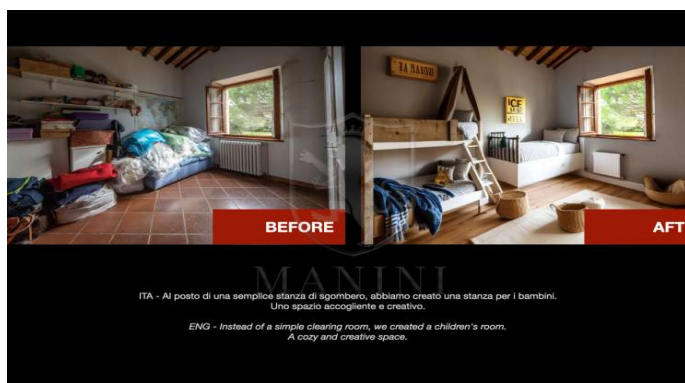 BEFORE
AFT
MANINI
ITA - Al posto di una semplice stanza di sgombero, abbiamo creato una stanza per i bambini.
Uno spazio accogliente e creativo.
ENG - Instead of a simple clearing room, we created a children's room.
A cozy and creative space.